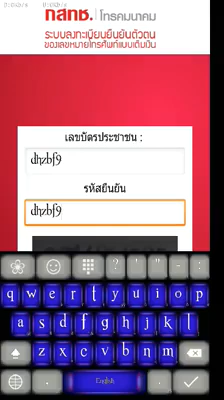 กสทช. | โทรคมนาคม
ระบบลงทะเบียนยืนยันตัวตน
ของเลขหมายโทรศัพท์แบบเติมเงิน
เลขบัตรประชาชน :
dhzbf9
รหัสยืนยัน
dhzbf9
q w e r t y u i o p
a s d f g h j k l
z x c v b n m
English